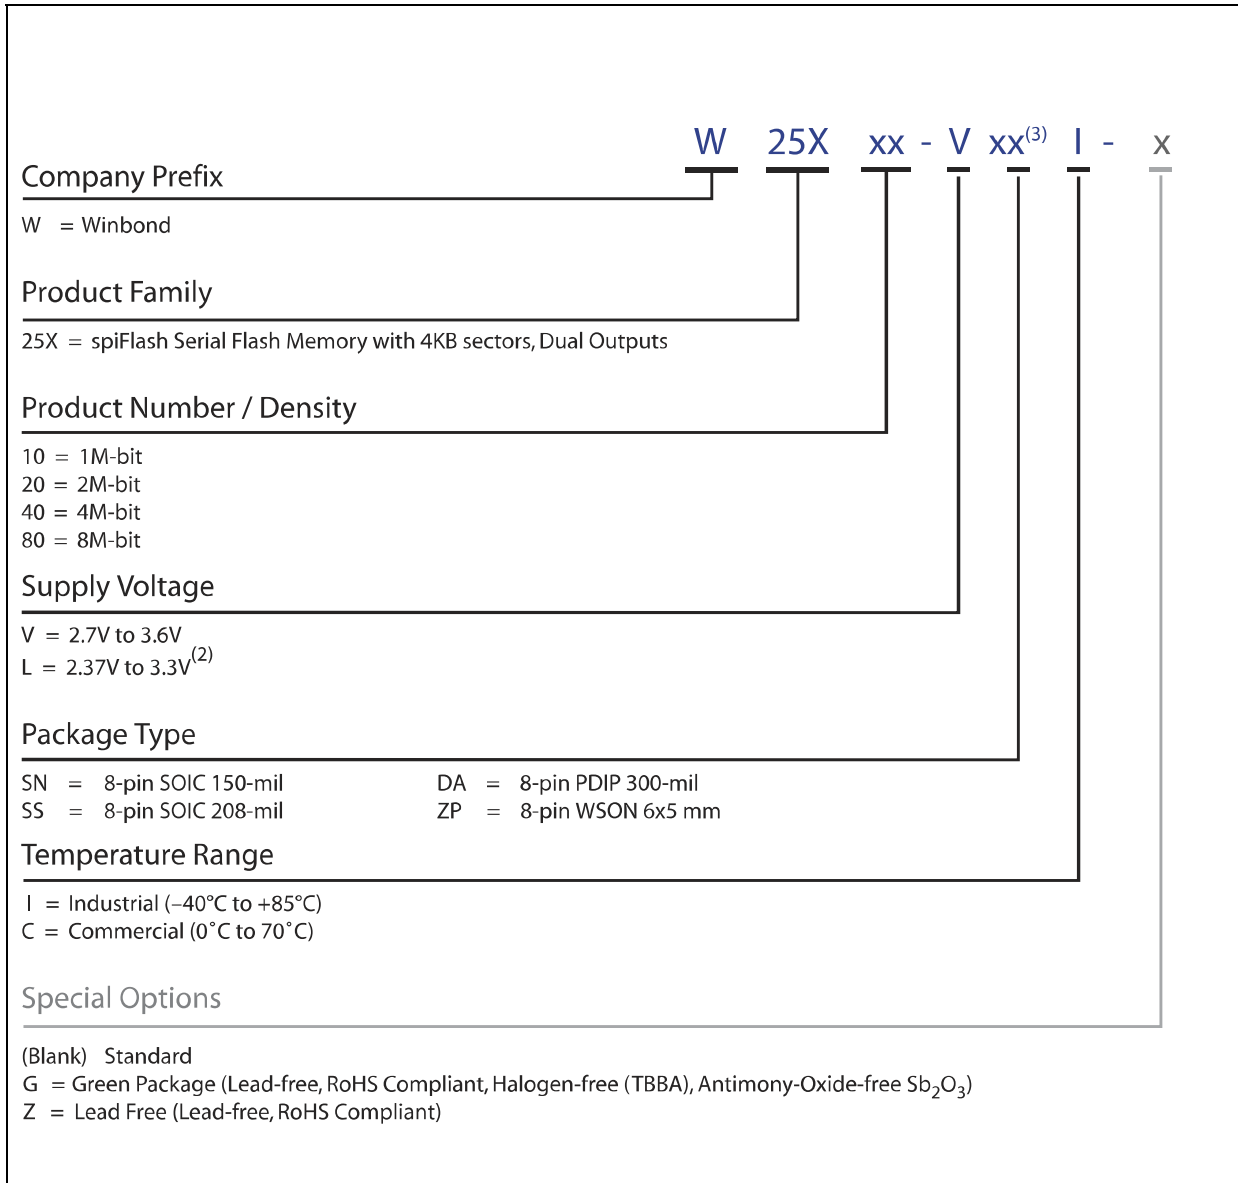 W 25X xx - V xx(3) I - x
Company Prefix
W = Winbond
Product Family
25X = spiFlash Serial Flash Memory with 4KB sectors, Dual Outputs
Product Number / Density
10 = 1M-bit
20 = 2M-bit
40 = 4M-bit
80 = 8M-bit
Supply Voltage
V = 2.7V to 3.6V
L = 2.37V to 3.3V(2)
Package Type
SN = 8-pin SOIC 150-mil DA = 8-pin PDIP 300-mil
SS = 8-pin SOIC 208-mil ZP = 8-pin WSON 6x5 mm
Temperature Range
I = Industrial (–40°C to +85°C)
C = Commercial (0˚C to 70˚C)
Special Options
(Blank) Standard
G = Green Package (Lead-free, RoHS Compliant, Halogen-free (TBBA), Antimony-Oxide-free Sb2O3)
Z = Lead Free (Lead-free, RoHS Compliant)